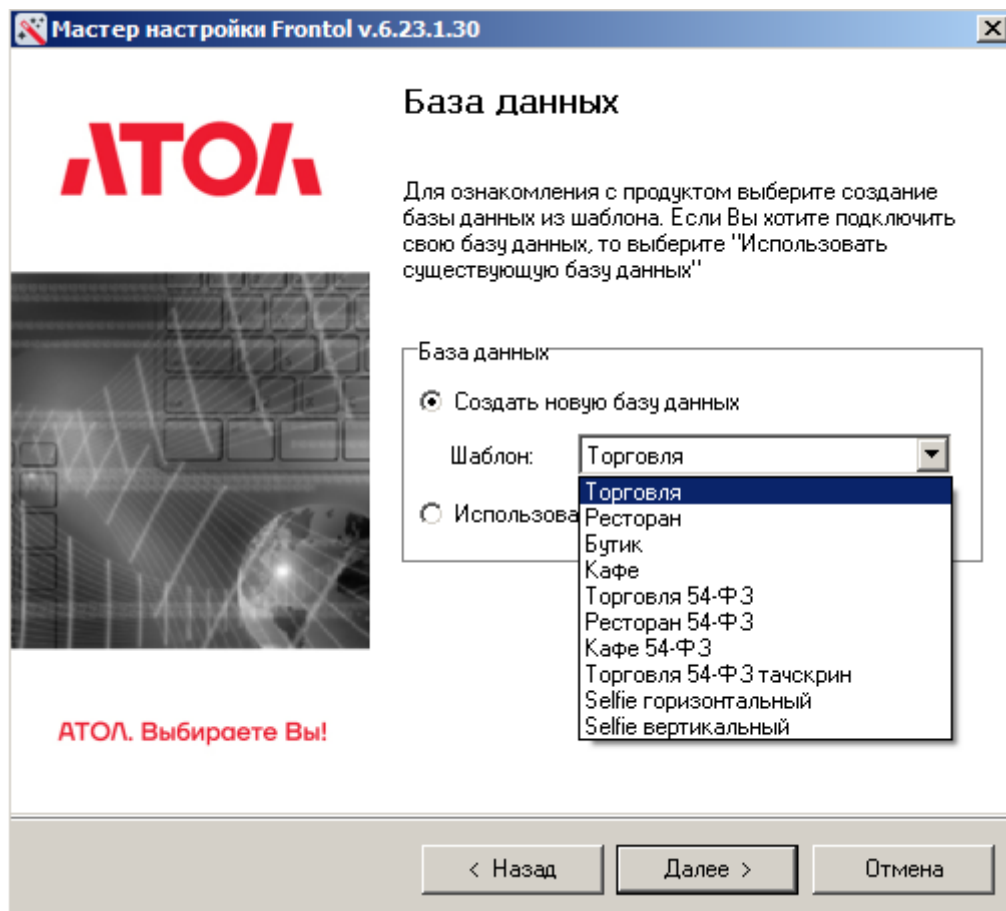 Мастер настройки Frontol v.6.23.1.30
АТОЛ
База данных
Для ознакомления с продуктом выберите создание
базы данных из шаблона. Если Вы хотите подключить
свою базу данных, то выберите "Использовать
существующую базу данных"
База данных
Создать новую базу данных
Шаблон: Торговля
Торговля
Использова
Ресторан
Бутик
Кафе
Торговля 54-ФЗ
Ресторан 54-ФЗ
Кафе 54-ФЗ
Торговля 54-ФЗ тачскрин
Selfie горизонтальный
Selfie вертикальный
АТОЛ. Выбираете Вы!
< Назад
Далее >
Отмена